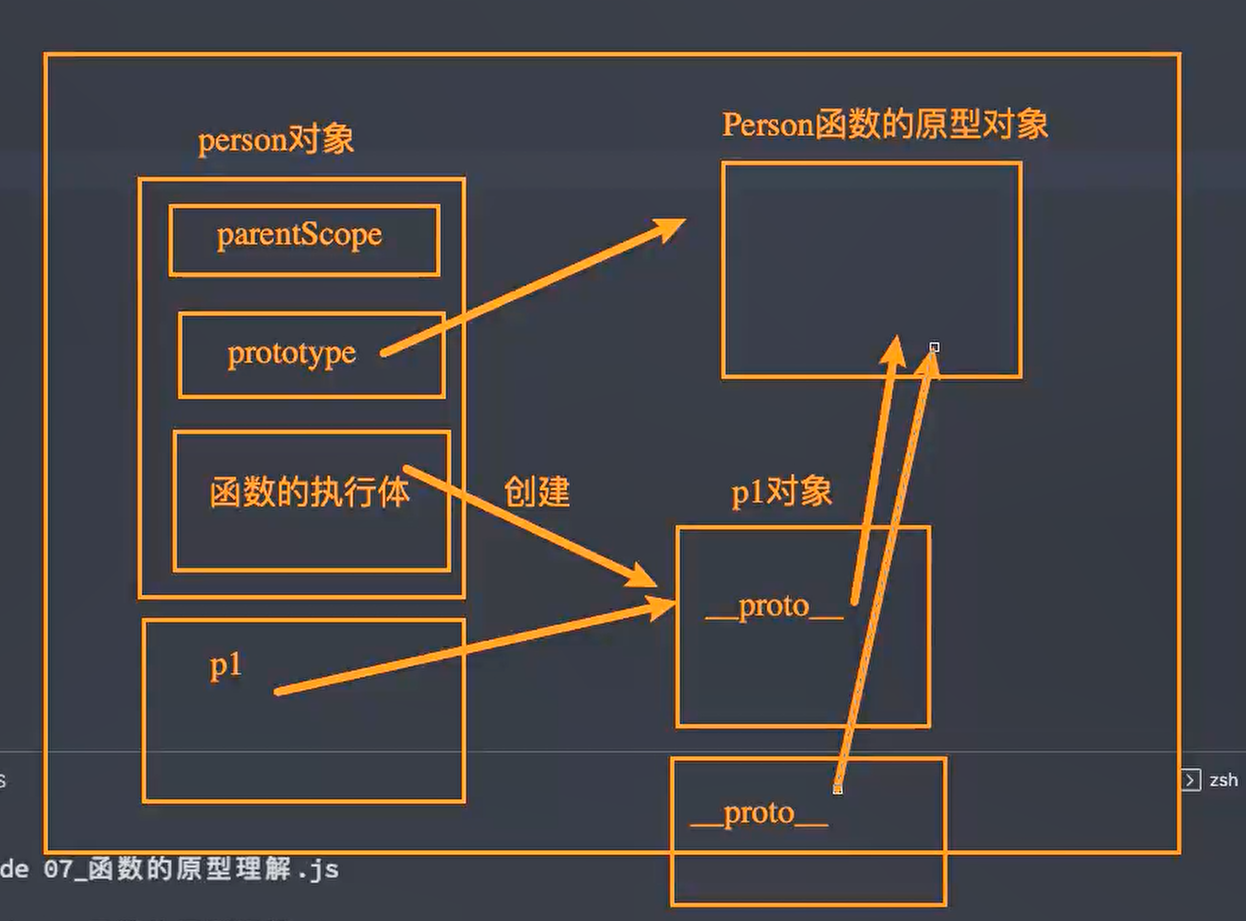 person对象
Person函数的原型对象
parentScope
prototype
函数的执行体
创建
p1对象
__proto__
p1
s
zsh
__proto__
de 07_函数的原型理解.js